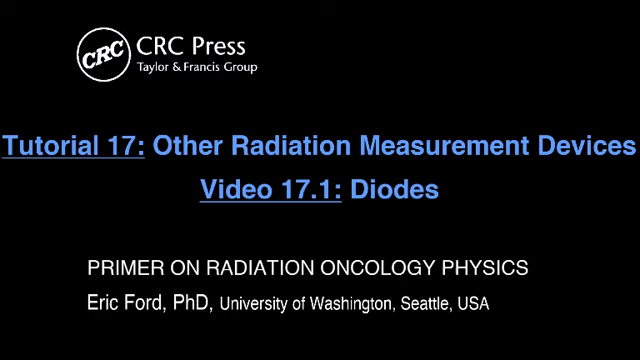 CRC CRC Press
Taylor & Francis Group
Tutorial 17: Other Radiation Measurement Devices
Video 17.1: Diodes
PRIMER ON RADIATION ONCOLOGY PHYSICS
Eric Ford, PhD, University of Washington, Seattle, USA